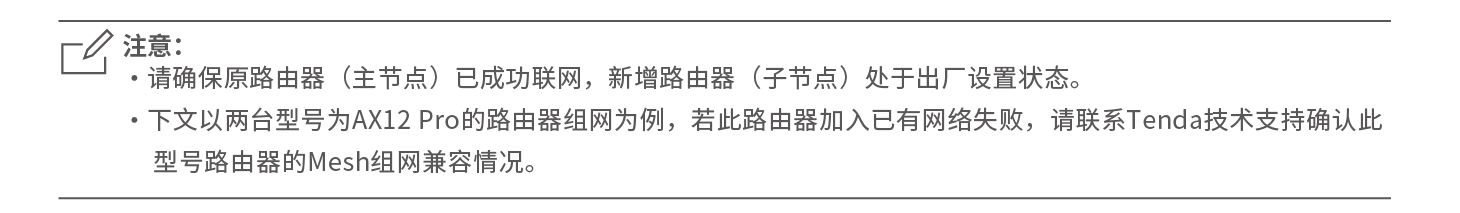 注意：
·请确保原路由器（主节点）已成功联网，新增路由器（子节点）处于出厂设置状态。
·下文以两台型号为AX12 Pro的路由器组网为例，若此路由器加入已有网络失败，请联系Tenda技术支持确认此
型号路由器的Mesh组网兼容情况。